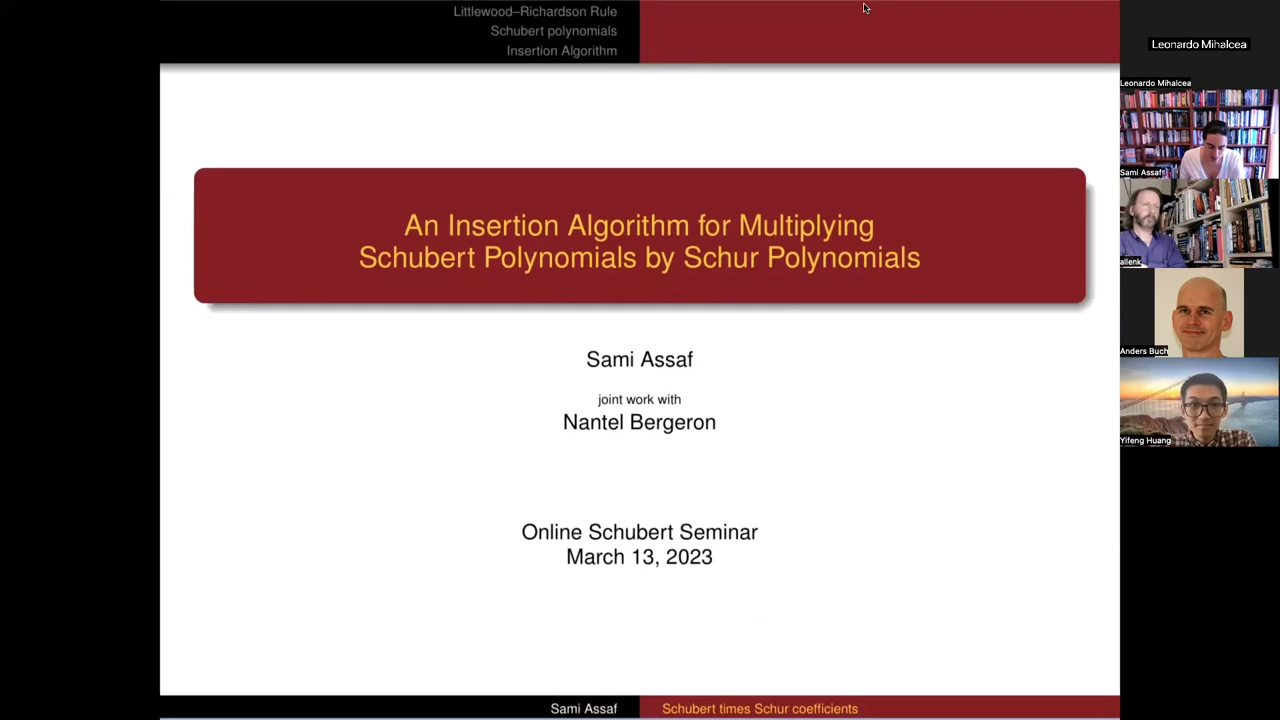 Littlewood–Richardson Rule
Schubert polynomials
Insertion Algorithm
An Insertion Algorithm for Multiplying
Schubert Polynomials by Schur Polynomials
Sami Assaf
joint work with
Nantel Bergeron
Online Schubert Seminar
March 13, 2023
Sami Assaf
Schubert times Schur coefficients
Leonardo Mihalcea
Leonardo Mihalcea
Sami Assaf
allenk
Anders Buch
Yifeng Huang